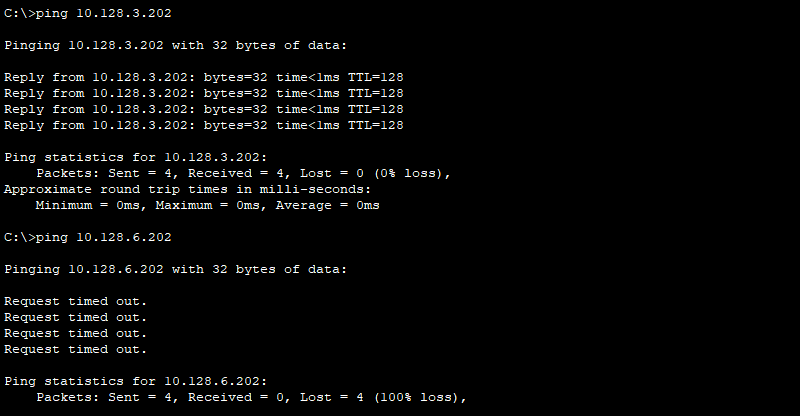 C:\>ping 10.128.3.202
Pinging 10.128.3.202 with 32 bytes of data:
Reply from 10.128.3.202: bytes=32 time<1ms TTL=128
Reply from 10.128.3.202: bytes=32 time<1ms TTL=128
Reply from 10.128.3.202: bytes=32 time<1ms TTL=128
Reply from 10.128.3.202: bytes=32 time<1ms TTL=128
Ping statistics for 10.128.3.202:
    Packets: Sent = 4, Received = 4, Lost = 0 (0% loss),
Approximate round trip times in milli-seconds:
    Minimum = 0ms, Maximum = 0ms, Average = 0ms
C:\>ping 10.128.6.202
Pinging 10.128.6.202 with 32 bytes of data:
Request timed out.
Request timed out.
Request timed out.
Request timed out.
Ping statistics for 10.128.6.202:
    Packets: Sent = 4, Received = 0, Lost = 4 (100% loss),